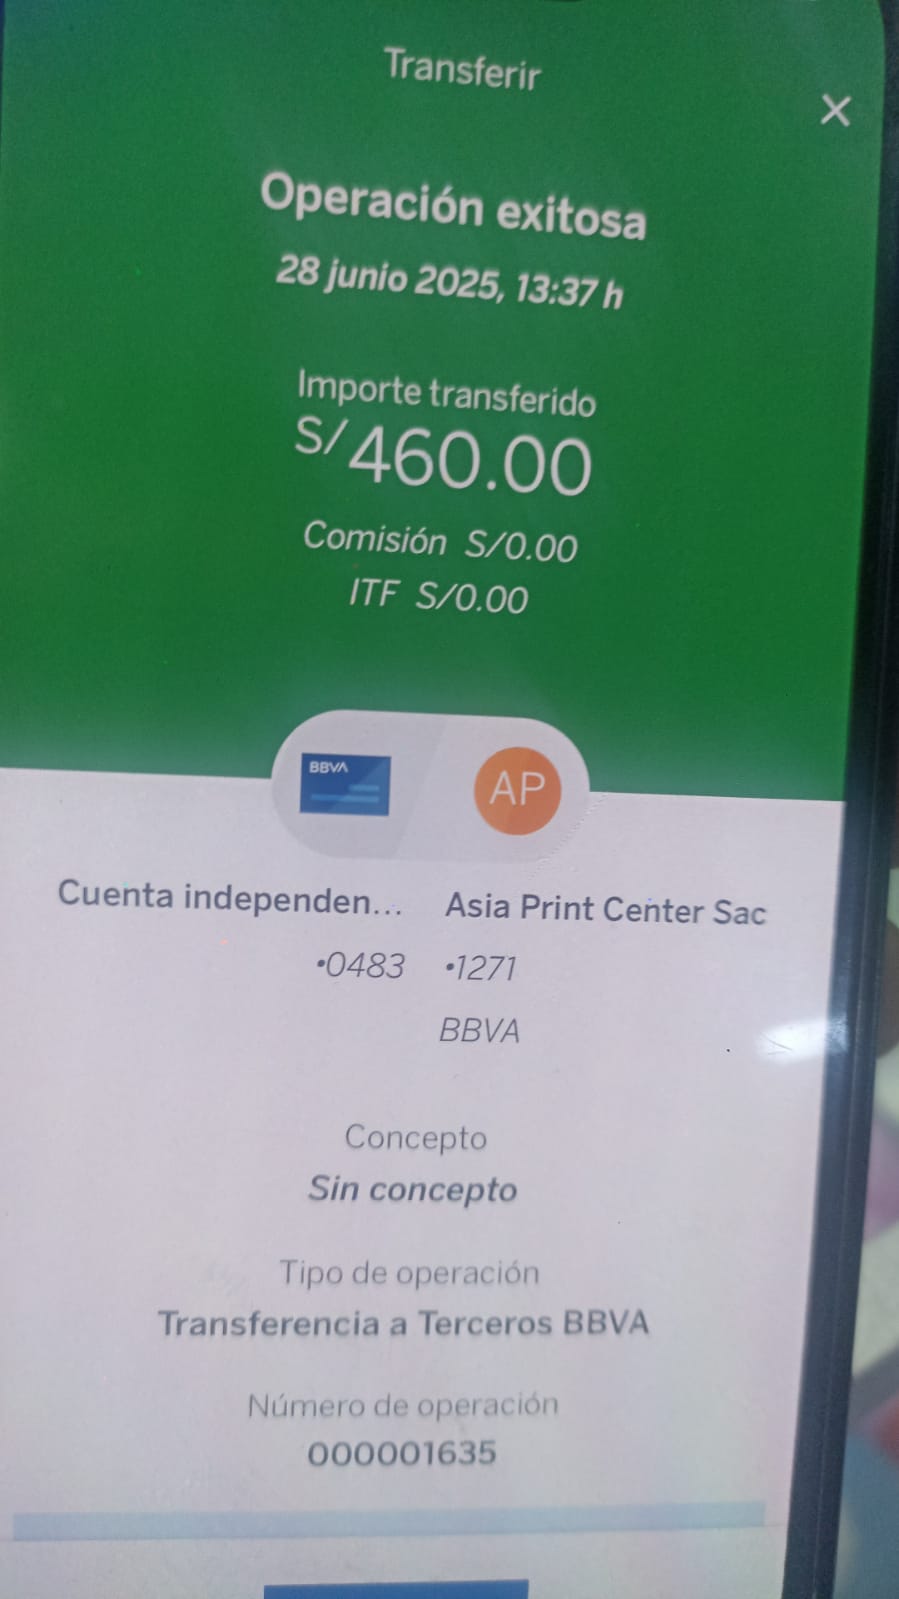 Transferir
Operación exitosa
28 junio 2025, 13:37 h
Importe transferido
S/460.00
Comisión S/0.00
ITF S/0.00
BBVA
AP
Cuenta independen... Asia Print Center Sac
•0483 •1271
BBVA
Concepto
Sin concepto
Tipo de operación
Transferencia a Terceros BBVA
Número de operación
000001635